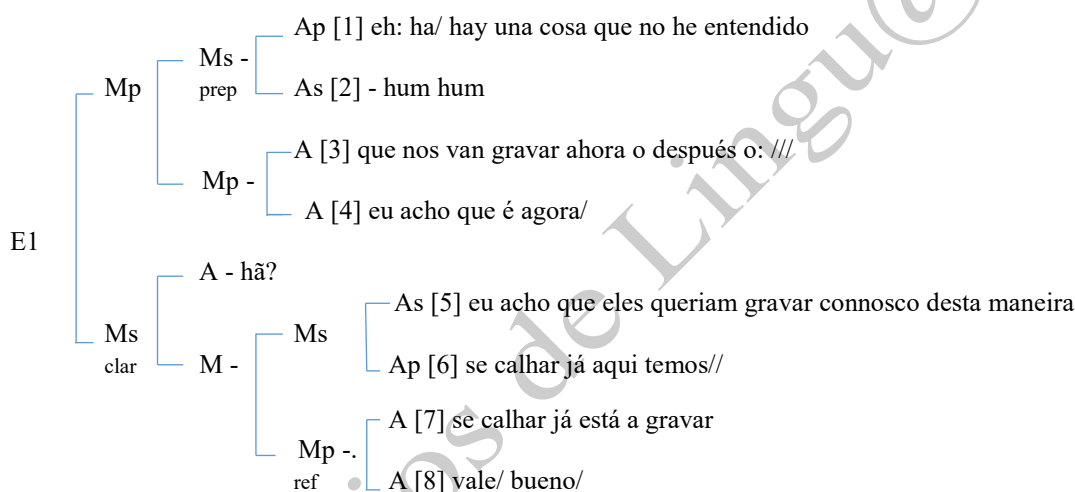 Ap [1] eh: ha/ hay una cosa que no he entendido
Ms -
prep
As [2] - hum hum
Mp
A [3] que nos van gravar ahora o después o: ///
Mp -
A [4] eu acho que é agora/
E1
A - hã?
As [5] eu acho que eles queriam gravar connosco desta maneira
Ms
clar
Ms
M -
Ap [6] se calhar já aqui temos//
A [7] se calhar já está a gravar
Mp -.
ref
A [8] vale/ bueno/
os de Lingu@